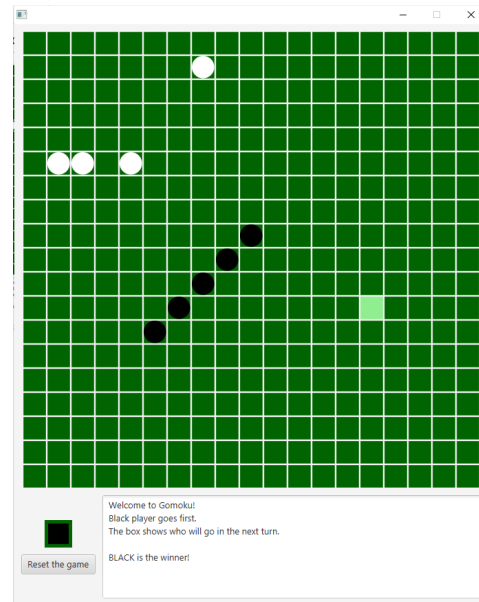 Welcome to Gomoku!
Black player goes first.
The box shows who will go in the next turn.
BLACK is the winner!
Reset the game